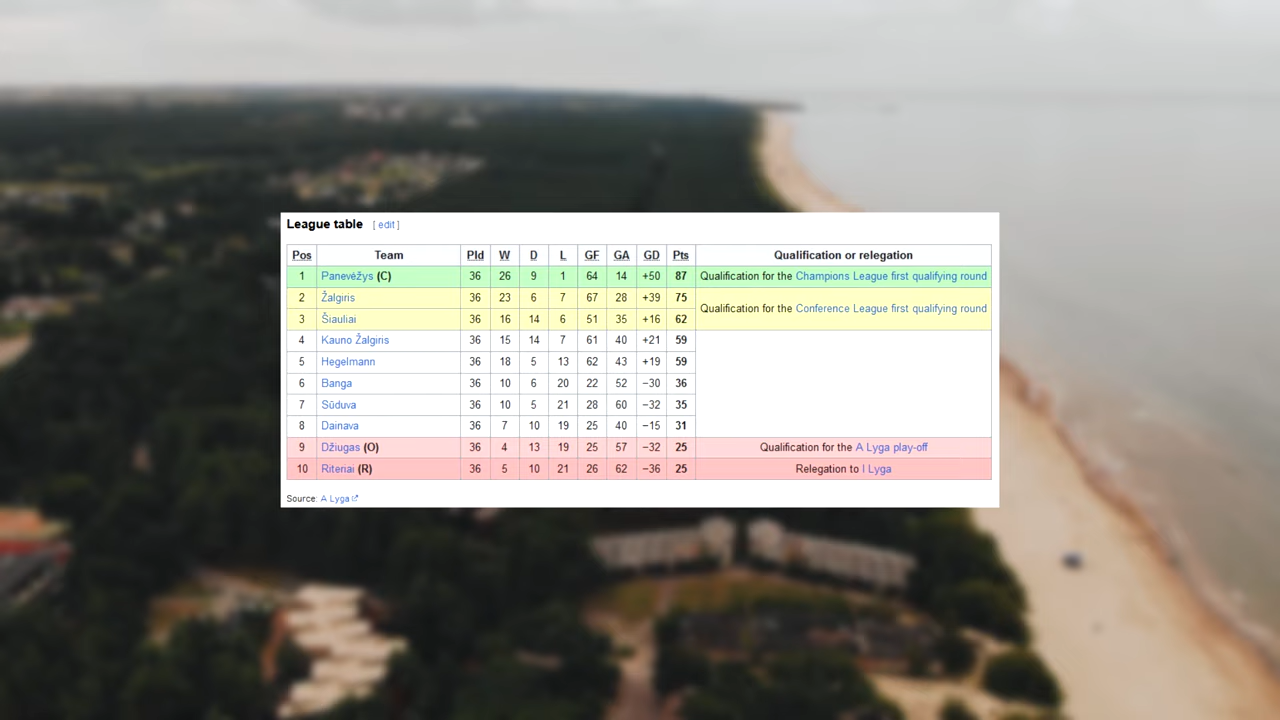 League table [ edit ]
Pos Team Pld W D L GF GA GD Pts Qualification or relegation
1 Panevėžys (C) 36 26 9 1 64 14 +50 87 Qualification for the Champions League first qualifying round
2 Žalgiris 36 23 6 7 67 28 +39 75 Qualification for the Conference League first qualifying round
3 Šiauliai 36 16 14 6 51 35 +16 62
4 Kauno Žalgiris 36 15 14 7 61 40 +21 59
5 Hegelmann 36 18 5 13 62 43 +19 59
6 Banga 36 10 6 20 22 52 −30 36
7 Sūduva 36 10 5 21 28 60 −32 35
8 Dainava 36 7 10 19 25 40 −15 31
9 Džiugas (O) 36 4 13 19 25 57 −32 25 Qualification for the A Lyga play-off
10 Riteriai (R) 36 5 10 21 26 62 −36 25 Relegation to I Lyga
Source: A Lyga